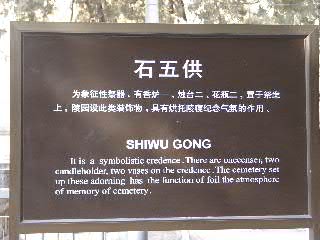 石五供
为象征性祭器、有香炉一、烛台二、花瓶二，置于祭坛
上，陵园设此类装饰物，具有烘托陵寝纪念气氛的作用。
SHIWU GONG
It is a symbolistic credence. There are one censer, two
candleholder, two vases on the credence. The cemetery set
up these adorning has the function of foil the atmosphere
of memory of cemetery.